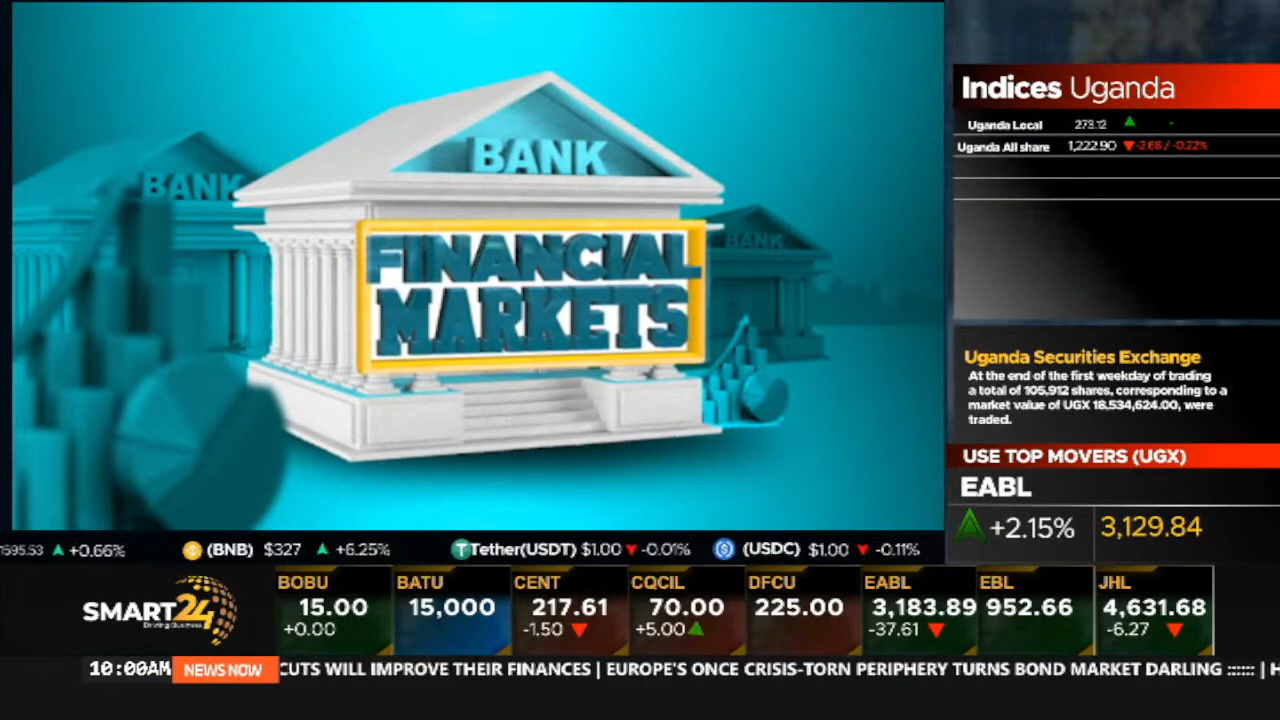 BANK
BANK
BANK
FINANCIAL
MARKETS
Indices Uganda
Uganda Local 273.12 -
Uganda All share 1,222.90 -2.66 / -0.22%
Uganda Securities Exchange
At the end of the first weekday of trading
a total of 105,912 shares, corresponding to a
market value of UGX 18,534,624.00, were
traded.
USE TOP MOVERS (UGX)
EABL
+2.15% 3,129.84
1595.53 +0.66% (BNB) $327 +6.25% Tether(USDT) $1.00 -0.01% (USDC) $1.00 -0.11%
SMART24
Driving Business
BOBU
15.00
+0.00
BATU
15,000
CENT
217.61
-1.50
CQCIL
70.00
+5.00
DFCU
225.00
EABL
3,183.89
-37.61
EBL
952.66
JHL
4,631.68
-6.27
10:00AM NEWS NOW CUTS WILL IMPROVE THEIR FINANCES | EUROPE'S ONCE CRISIS-TORN PERIPHERY TURNS BOND MARKET DARLING :::::: | H